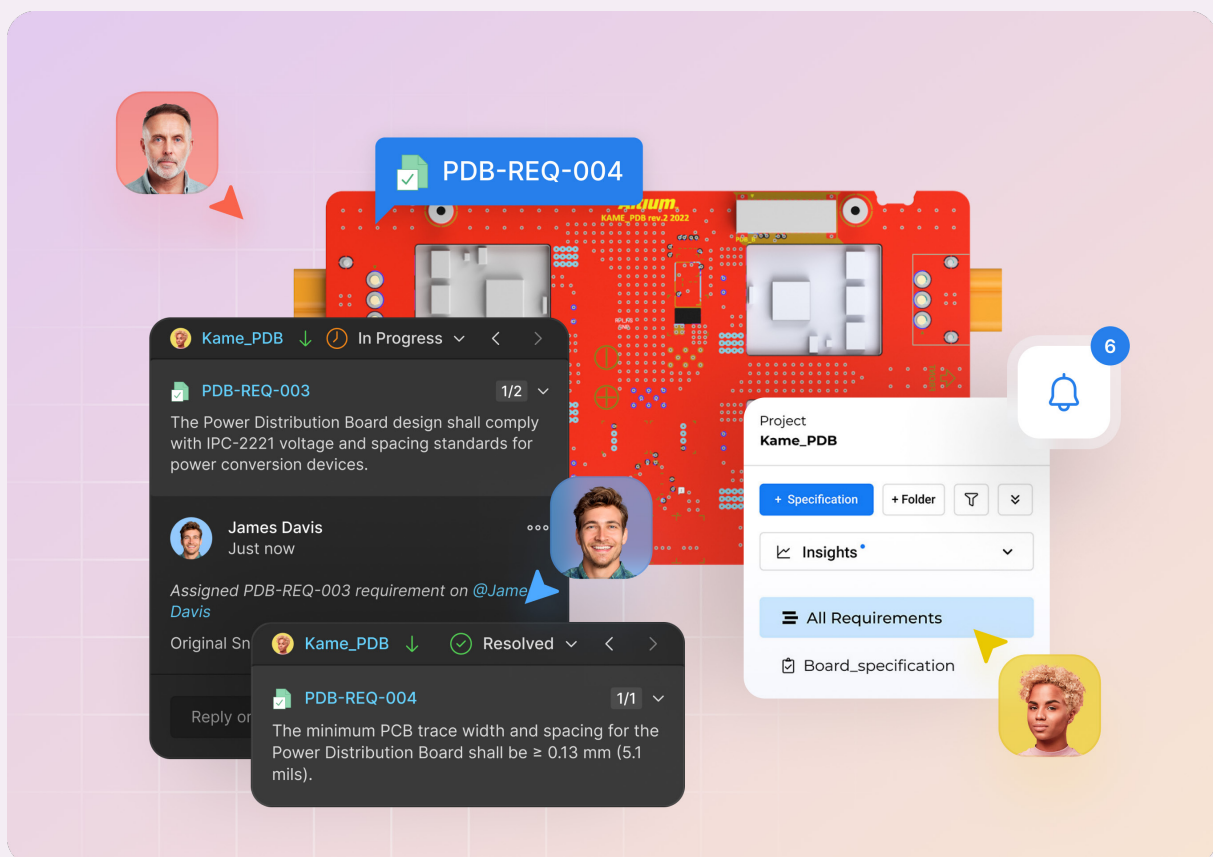 PDB-REQ-004
Altium
KAME_PDB rev.2 2022
Kame_PDB
In Progress
PDB-REQ-003
1/2
The Power Distribution Board design shall comply
with IPC-2221 voltage and spacing standards for
power conversion devices.
James Davis
Just now
Assigned PDB-REQ-003 requirement on @Jame
Davis
Original Sn
Reply or
Kame_PDB
Resolved
PDB-REQ-004
1/1
The minimum PCB trace width and spacing for the
Power Distribution Board shall be ≥ 0.13 mm (5.1
mils).
6
Project
Kame_PDB
+ Specification
+ Folder
Insights
All Requirements
Board_specification